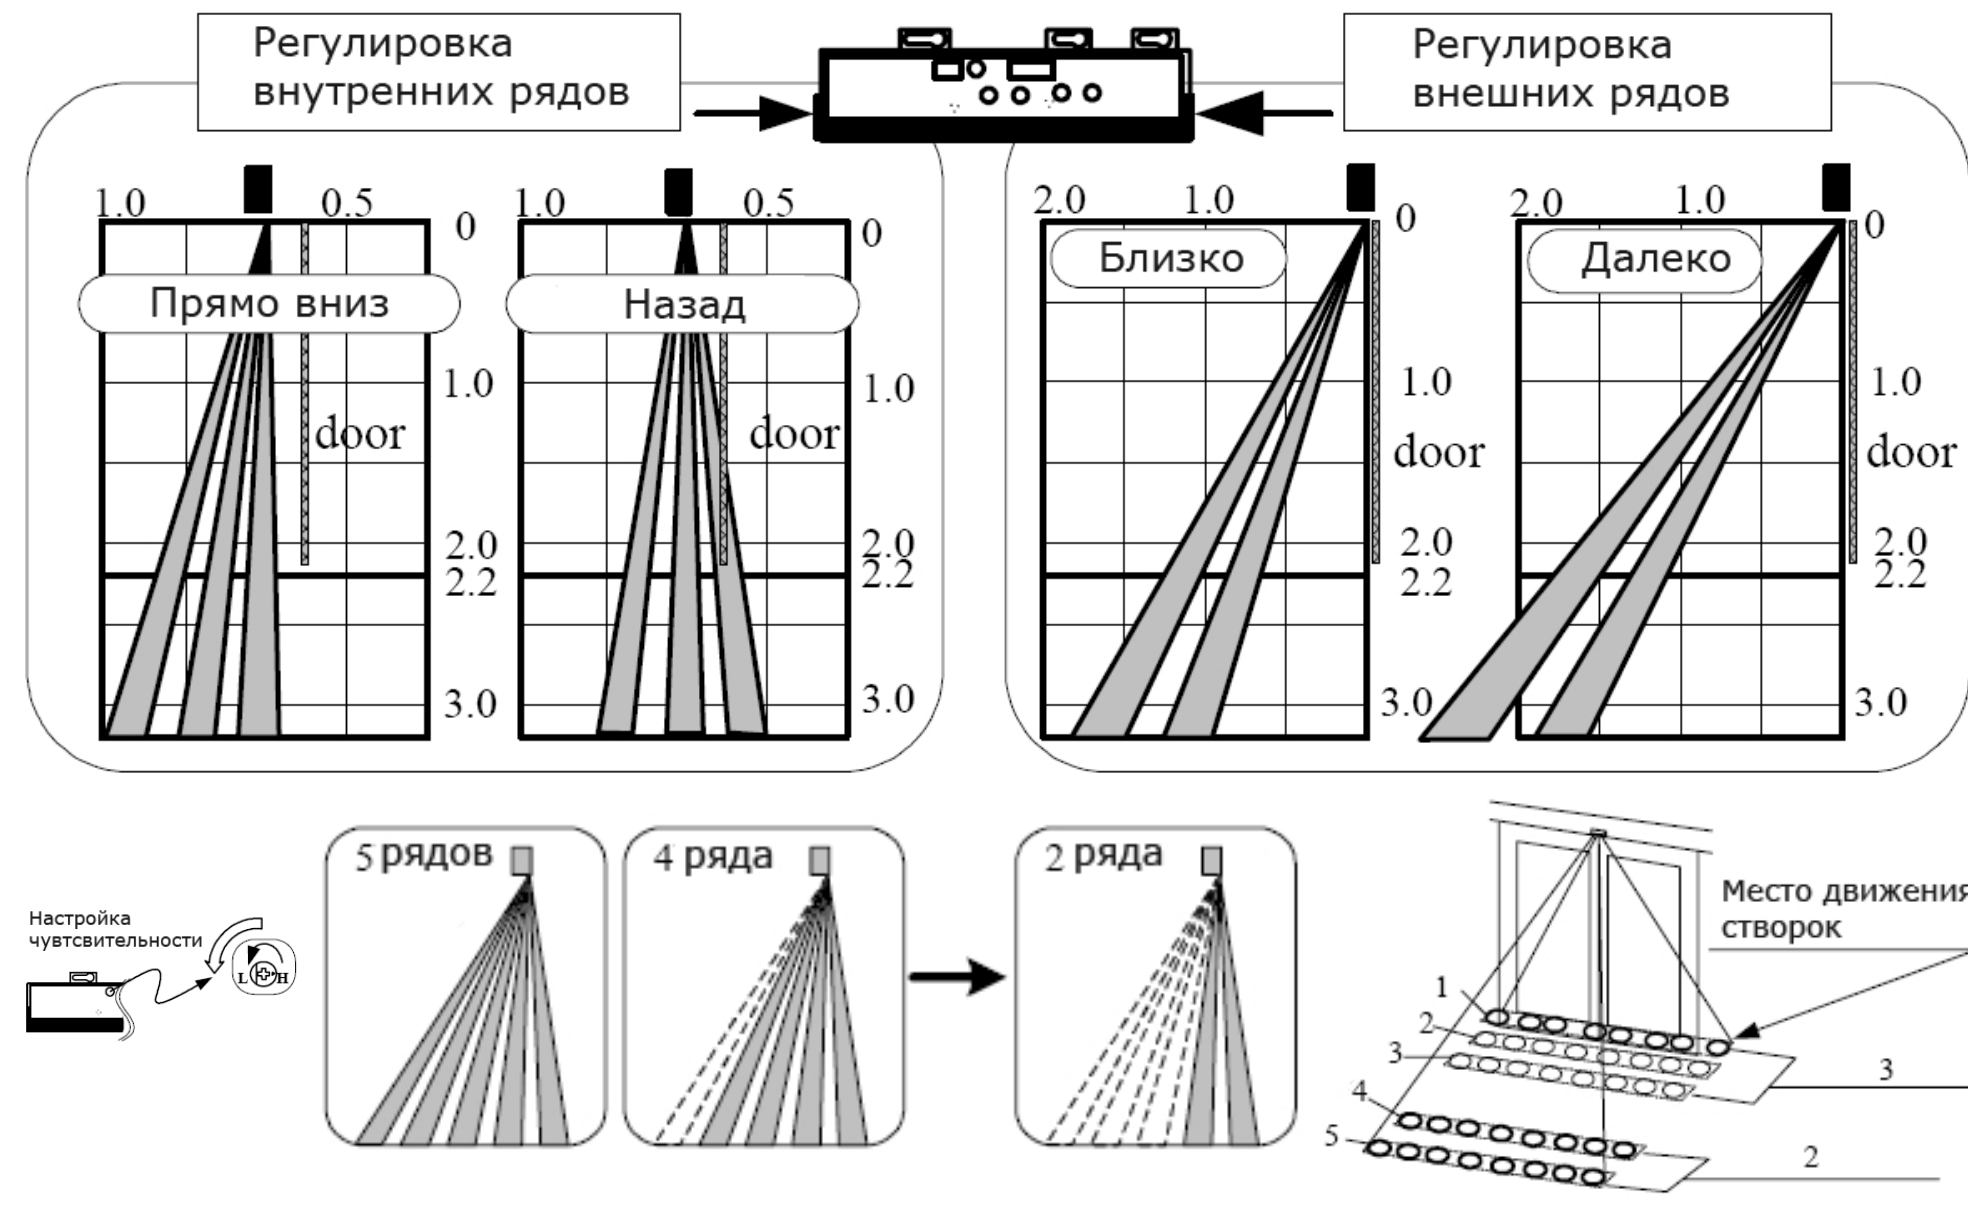 Регулировка
внутренних рядов
Регулировка
внешних рядов
1.0 0.5
0
Прямо вниз
1.0
door
2.0
2.2
3.0
1.0 0.5
0
Назад
1.0
door
2.0
2.2
3.0
2.0 1.0
0
Близко
1.0
door
2.0
2.2
3.0
2.0 1.0
0
Далеко
1.0
door
2.0
2.2
3.0
Настройка
чувтсвительности
L H
5 рядов
4 ряда
2 ряда
Место движения
створок
1
2
3
4
5
3
2